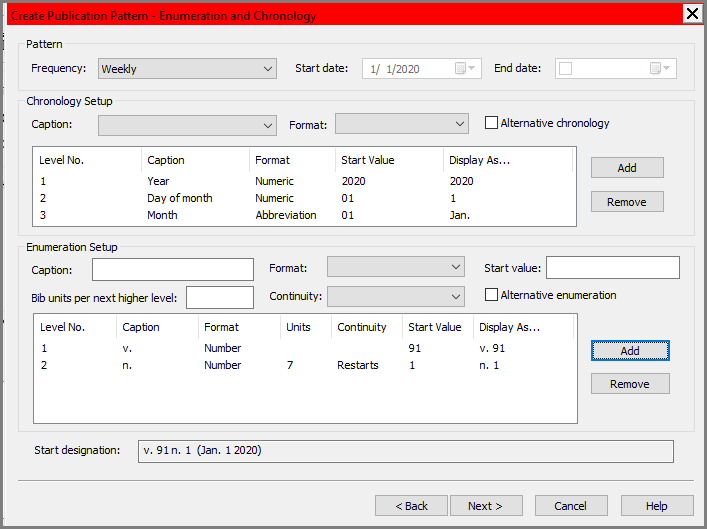 Create Publication Pattern - Enumeration and Chronology
Pattern
Frequency: Weekly Start date: 1/ 1/2020 End date:
Chronology Setup
Caption: Format: Alternative chronology
Level No. Caption Format Start Value Display As...
1 Year Numeric 2020 2020
2 Day of month Numeric 01 1
3 Month Abbreviation 01 Jan.
Add
Remove
Enumeration Setup
Caption: Format: Start value:
Bib units per next higher level: Continuity: Alternative enumeration
Level No. Caption Format Units Continuity Start Value Display As...
1 v. Number 91 v. 91
2 n. Number 7 Restarts 1 n. 1
Add
Remove
Start designation: v. 91 n. 1 (Jan. 1 2020)
< Back Next > Cancel Help